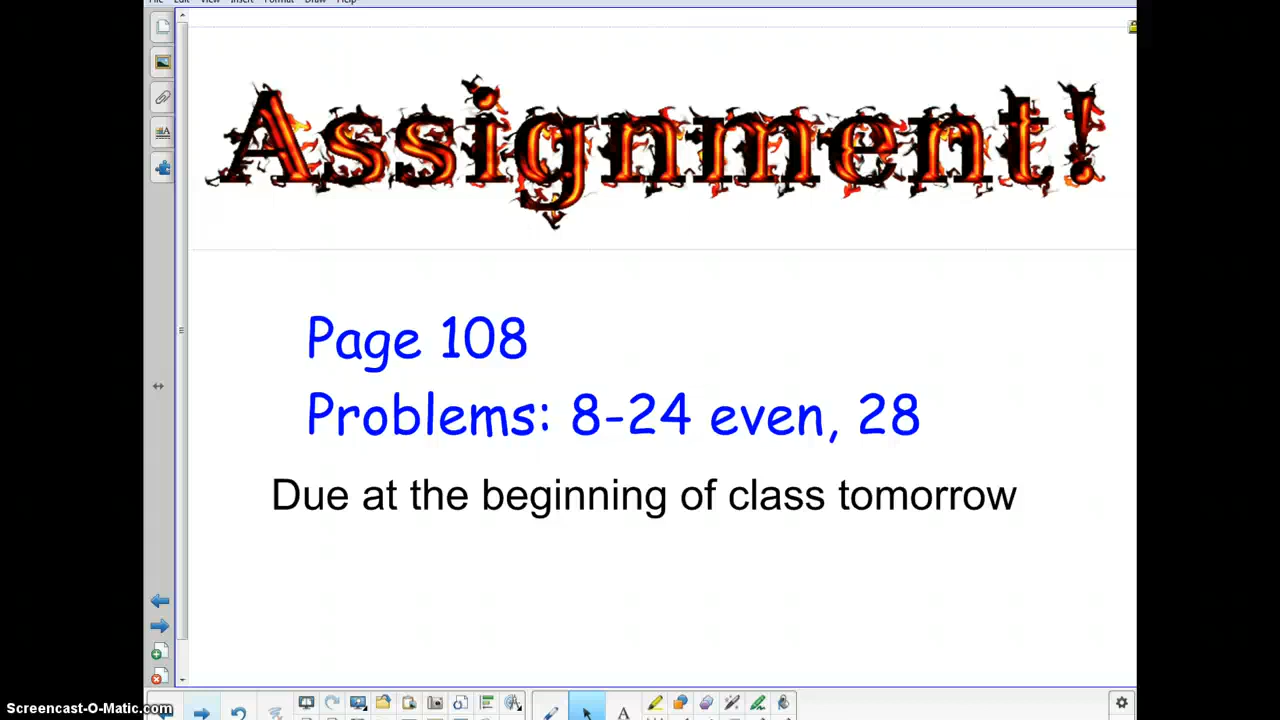 Assignment!
Page 108
Problems: 8-24 even, 28
Due at the beginning of class tomorrow
Screencast-O-Matic.com